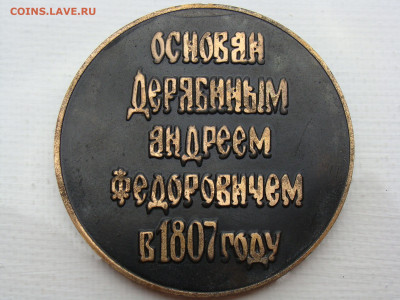 COINS.LAVE.RU
ОСНОВАН
ДЕРЯБИНЫМ
АНДРЕЕМ
ФЕДОРОВИЧЕМ
В 1807 ГОДУ